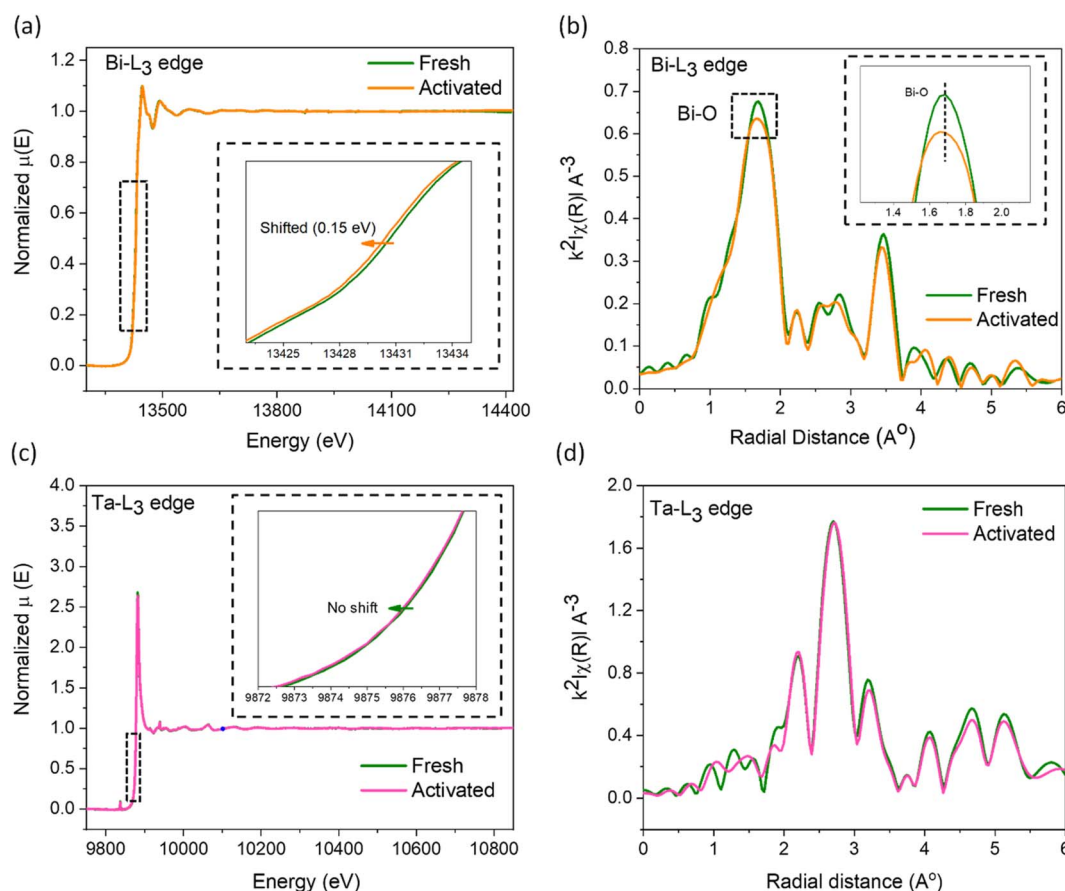 (a)
Bi-L3 edge
Fresh
Activated
Shifted (0.15 eV)
13425 13428 13431 13434
Normalized μ(E)
1.2
1.0
0.8
0.6
0.4
0.2
0.0
13500 13800 14100 14400
Energy (eV)
(b)
Bi-L3 edge
Bi-O
Bi-O
1.4 1.6 1.8 2.0
Fresh
Activated
k2Iχ(R)I A-3
0.8
0.7
0.6
0.5
0.4
0.3
0.2
0.1
0.0
0 1 2 3 4 5 6
Radial Distance (AO)
(c)
Ta-L3 edge
No shift
9872 9873 9874 9875 9876 9877 9878
Fresh
Activated
Normalized μ (E)
4.0
3.5
3.0
2.5
2.0
1.5
1.0
0.5
0.0
9800 10000 10200 10400 10600 10800
Energy (eV)
(d)
Ta-L3 edge
Fresh
Activated
k2Iχ(R)I A-3
1.8
1.2
0.6
0.0
0 1 2 3 4 5 6
Radial distance (Ao)